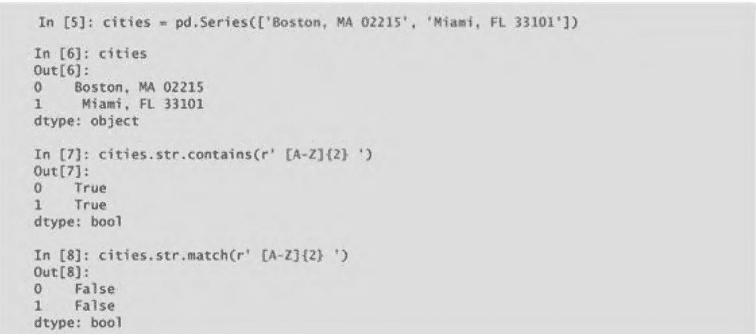 In [5]: cities = pd.Series(['Boston, MA 02215', 'Miami, FL 33101'])
In [6]: cities
Out[6]:
0    Boston, MA 02215
1     Miami, FL 33101
dtype: object
In [7]: cities.str.contains(r' [A-Z]{2} ')
Out[7]:
0    True
1    True
dtype: bool
In [8]: cities.str.match(r' [A-Z]{2} ')
Out[8]:
0    False
1    False
dtype: bool